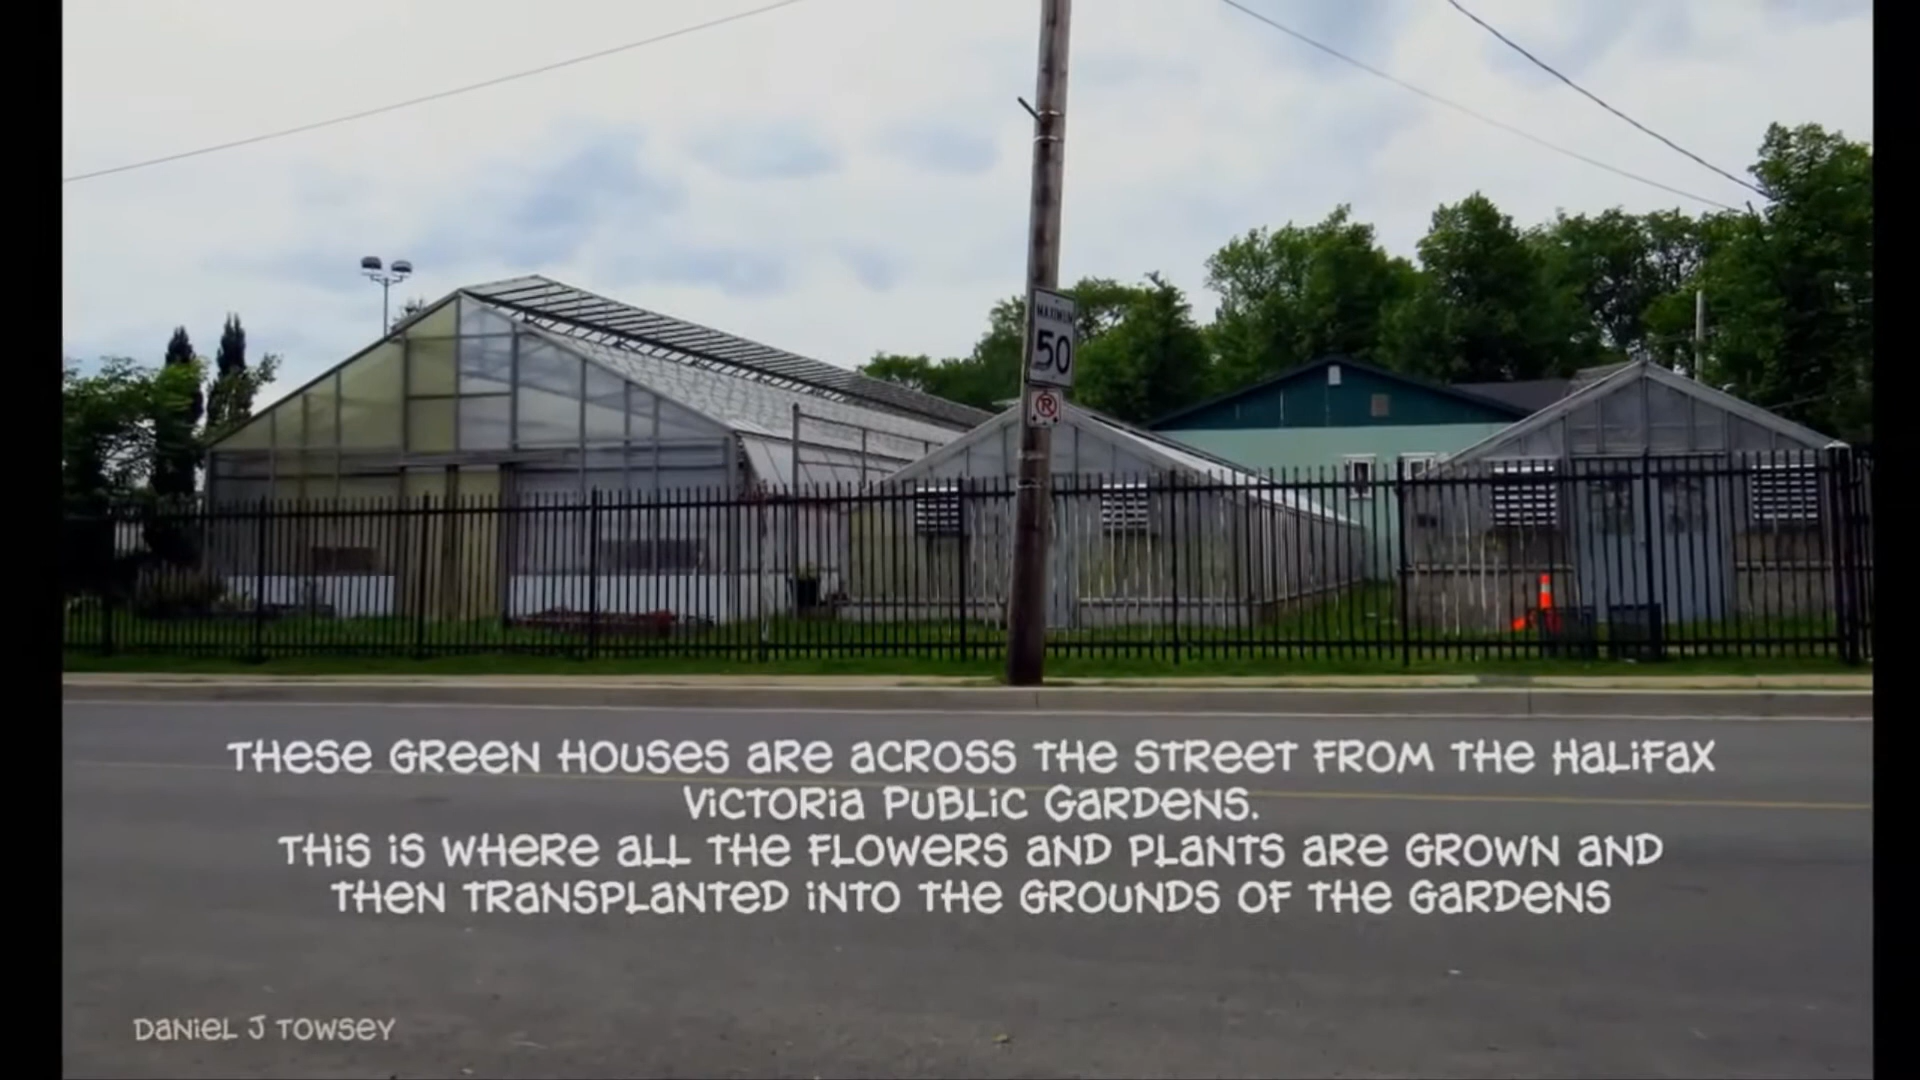 MAXIMUM
50
R
THESE GREEN HOUSES ARE ACROSS THE STREET FROM THE HALIFAX
VICTORIA PUBLIC GARDENS.
THIS IS WHERE ALL THE FLOWERS AND PLANTS ARE GROWN AND
THEN TRANSPLANTED INTO THE GROUNDS OF THE GARDENS
DANIEL J TOWSEY